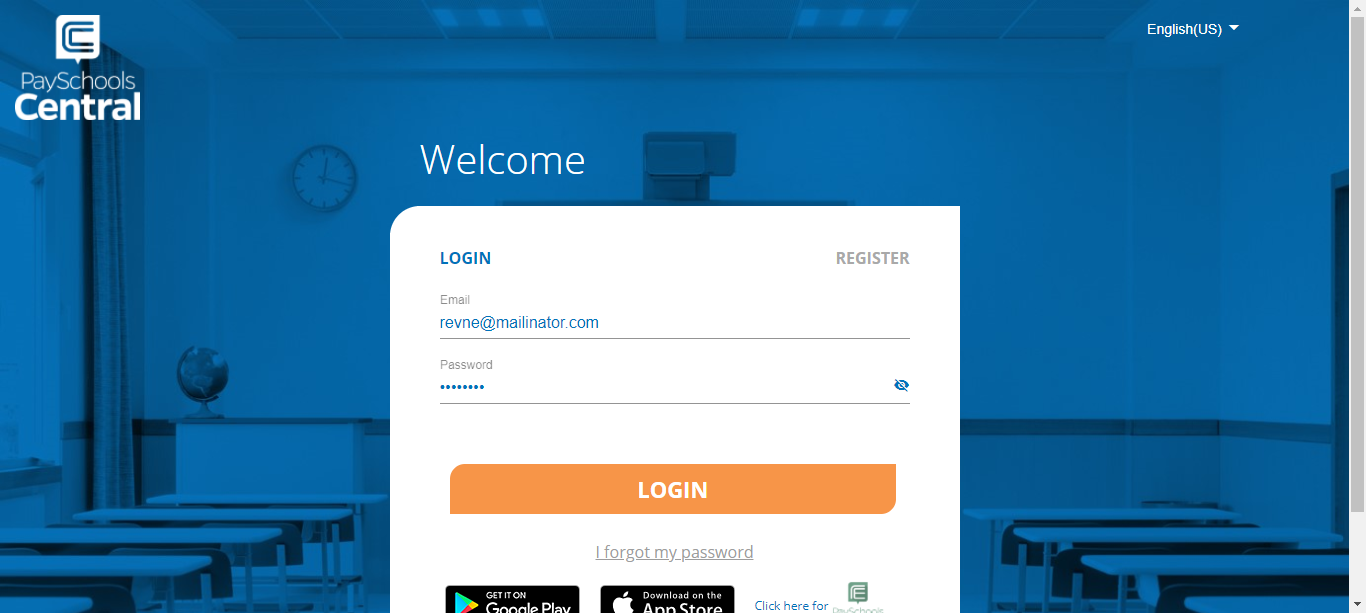 English(US)
PaySchools
Central
Welcome
LOGIN
REGISTER
Email
revne@mailinator.com
Password
••••••••
LOGIN
I forgot my password
GET IT ON
Google Play
Download on the
App Store
Click here for
PaySchools